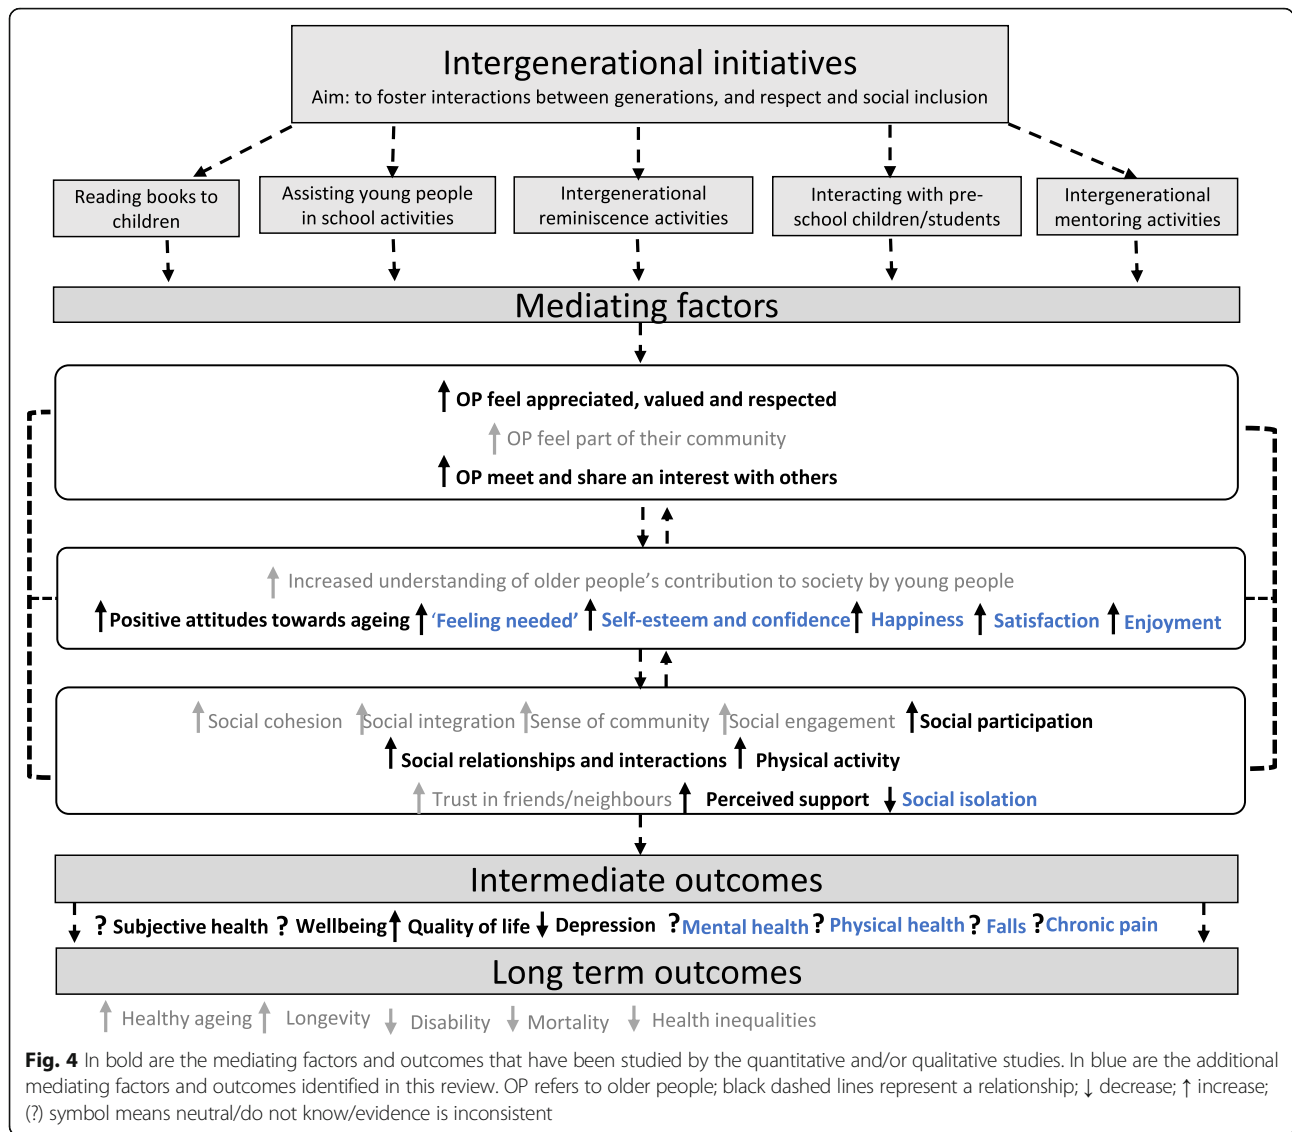 Intergenerational initiatives
Aim: to foster interactions between generations, and respect and social inclusion
Reading books to
children
Assisting young people
in school activities
Intergenerational
reminiscence activities
Interacting with pre-
school children/students
Intergenerational
mentoring activities
Mediating factors
↑ OP feel appreciated, valued and respected
↑ OP feel part of their community
↑ OP meet and share an interest with others
↑ Increased understanding of older people's contribution to society by young people
↑ Positive attitudes towards ageing ↑ 'Feeling needed' ↑ Self-esteem and confidence ↑ Happiness ↑ Satisfaction ↑ Enjoyment
↑ Social cohesion ↑ Social integration ↑ Sense of community ↑ Social engagement ↑ Social participation
↑ Social relationships and interactions ↑ Physical activity
↑ Trust in friends/neighbours ↑ Perceived support ↓ Social isolation
Intermediate outcomes
? Subjective health ? Wellbeing ↑ Quality of life ↓ Depression ? Mental health ? Physical health ? Falls ? Chronic pain
Long term outcomes
↑ Healthy ageing ↑ Longevity ↓ Disability ↓ Mortality ↓ Health inequalities
Fig. 4 In bold are the mediating factors and outcomes that have been studied by the quantitative and/or qualitative studies. In blue are the additional
mediating factors and outcomes identified in this review. OP refers to older people; black dashed lines represent a relationship; ↓ decrease; ↑ increase;
(?) symbol means neutral/do not know/evidence is inconsistent